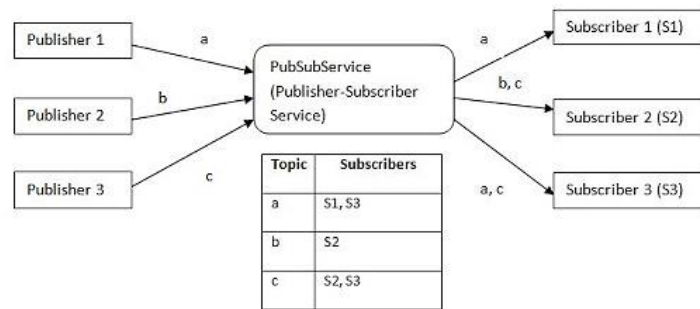 Publisher 1
a
Publisher 2
b
Publisher 3
c
PubSubService
(Publisher-Subscriber
Service)
a
Subscriber 1 (S1)
b, c
Subscriber 2 (S2)
a, c
Subscriber 3 (S3)
Topic Subscribers
a S1, S3
b S2
c S2, S3